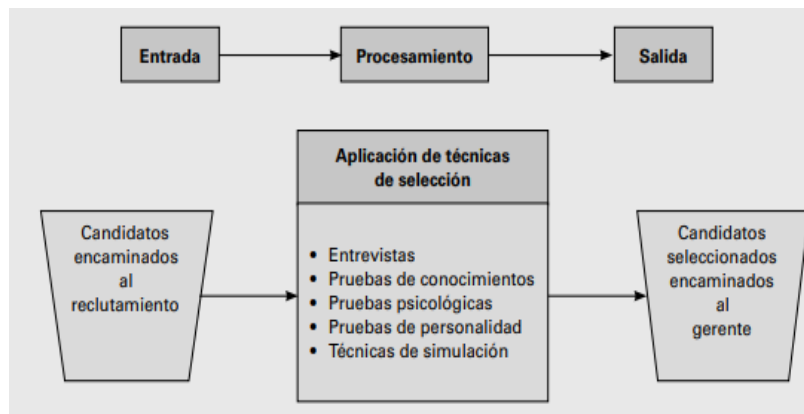 Entrada
Procesamiento
Salida
Aplicación de técnicas
de selección
Candidatos
encaminados
al
reclutamiento
• Entrevistas
• Pruebas de conocimientos
• Pruebas psicológicas
• Pruebas de personalidad
• Técnicas de simulación
Candidatos
seleccionados
encaminados
al
gerente